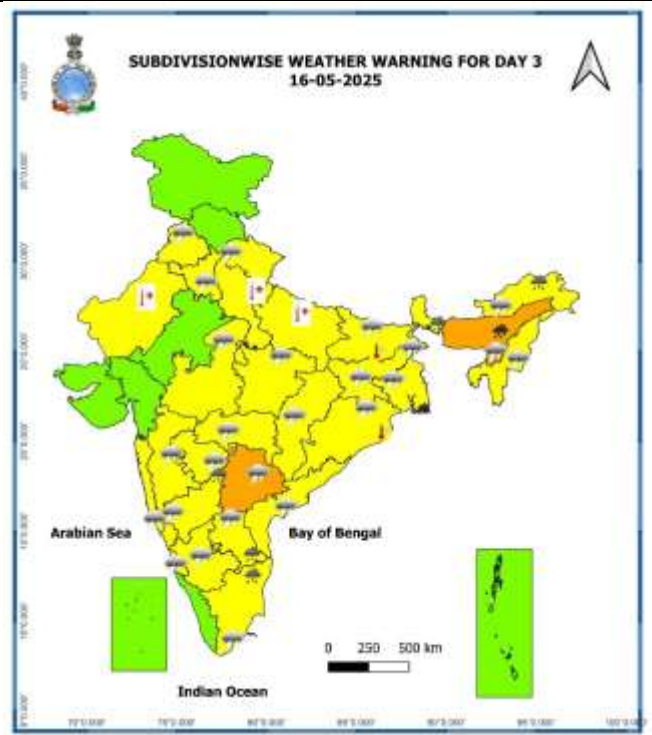 SUBDIVISIONWISE WEATHER WARNING FOR DAY 3
16-05-2025
Arabian Sea
Bay of Bengal
0 250 500 km
Indian Ocean